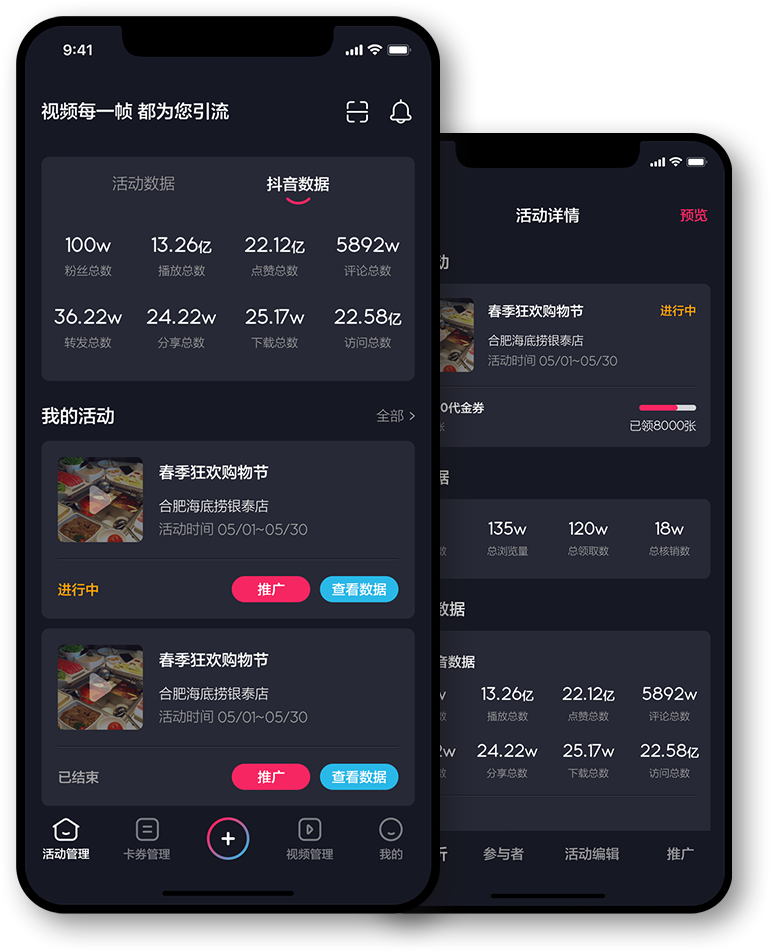 9:41
视频每一帧 都为您引流
活动数据 抖音数据
100w 13.26亿 22.12亿 5892w
粉丝总数 播放总数 点赞总数 评论总数
36.22w 24.22w 25.17w 22.58亿
转发总数 分享总数 下载总数 访问总数
我的活动 全部 >
春季狂欢购物节
合肥海底捞银泰店
活动时间 05/01~05/30
进行中 推广 查看数据
春季狂欢购物节
合肥海底捞银泰店
活动时间 05/01~05/30
已结束 推广 查看数据
活动管理 卡券管理 视频管理 我的
活动详情 预览
动
春季狂欢购物节 进行中
合肥海底捞银泰店
活动时间 05/01~05/30
0代金券
张 已领8000张
据
135w 120w 18w
数 总浏览量 总领取数 总核销数
数据
音数据
w 13.26亿 22.12亿 5892w
数 播放总数 点赞总数 评论总数
2w 24.22w 25.17w 22.58亿
数 分享总数 下载总数 访问总数
析 参与者 活动编辑 推广